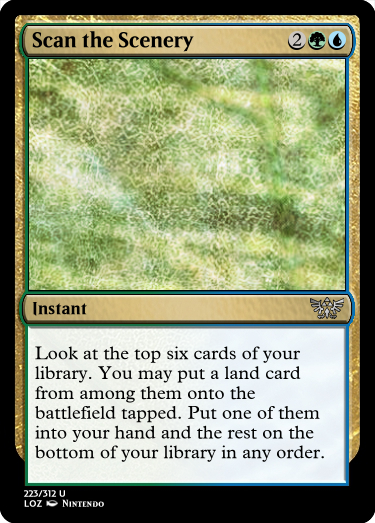 Scan the Scenery 2
Instant
Look at the top six cards of your
library. You may put a land card
from among them onto the
battlefield tapped. Put one of them
into your hand and the rest on the
bottom of your library in any order.
223/312 U
LOZ Nintendo